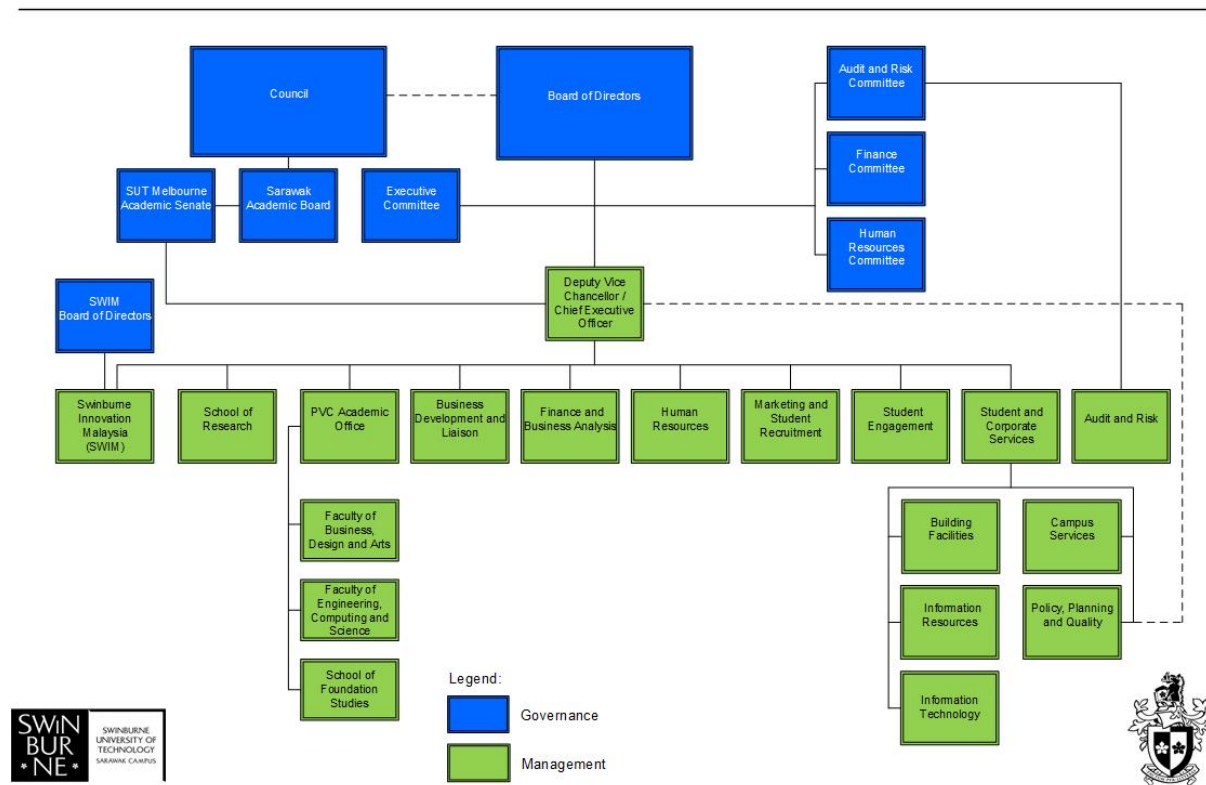 Council
Board of Directors
Audit and Risk
Committee
Finance
Committee
Human
Resources
Committee
SUT Melbourne
Academic Senate
Sarawak
Academic Board
Executive
Committee
SWIM
Board of Directors
Deputy Vice
Chancellor /
Chief Executive
Officer
Swinburne
Innovation
Malaysia
(SWIM)
School of
Research
PVC Academic
Office
Business
Development and
Liaison
Finance and
Business Analysis
Human
Resources
Marketing and
Student
Recruitment
Student
Engagement
Student and
Corporate
Services
Audit and Risk
Faculty of
Business,
Design and Arts
Faculty of
Engineering,
Computing and
Science
School of
Foundation
Studies
Building
Facilities
Campus
Services
Information
Resources
Policy, Planning
and Quality
Information
Technology
Legend:
Governance
Management
SWIN
BUR
* NE *
SWINBURNE
UNIVERSITY OF
TECHNOLOGY
SARAWAK CAMPUS